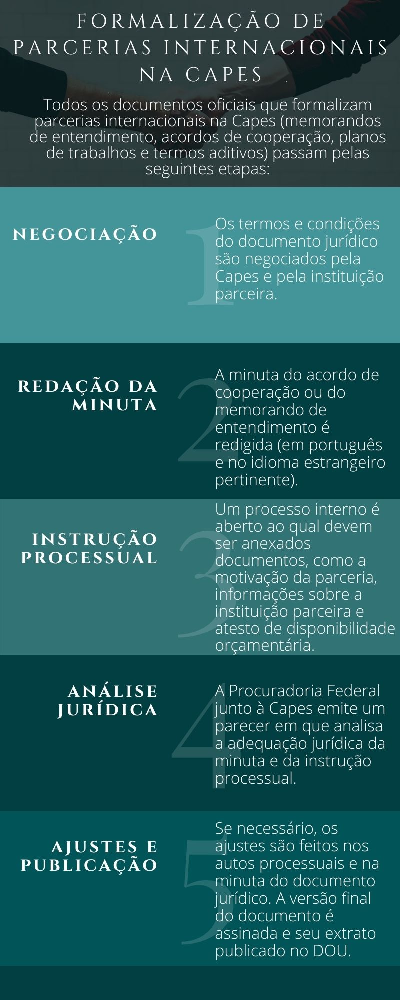 FORMALIZAÇÃO DE
PARCERIAS INTERNACIONAIS
NA CAPES
Todos os documentos oficiais que formalizam
parcerias internacionais na Capes (memorandos
de entendimento, acordos de cooperação, planos
de trabalhos e termos aditivos) passam pelas
seguintes etapas:
NEGOCIAÇÃO
1
Os termos e condições
do documento jurídico
são negociados pela
Capes e pela instituição
parceira.
REDAÇÃO DA
MINUTA
2
A minuta do acordo de
cooperação ou do
memorando de
entendimento é
redigida (em português
e no idioma estrangeiro
pertinente).
INSTRUÇÃO
PROCESSUAL
3
Um processo interno é
aberto ao qual devem
ser anexados
documentos, como a
motivação da parceria,
informações sobre a
instituição parceira e
atesto de disponibilidade
orçamentária.
ANÁLISE
JURÍDICA
4
A Procuradoria Federal
junto à Capes emite um
parecer em que analisa
a adequação jurídica da
minuta e da instrução
processual.
AJUSTES E
PUBLICAÇÃO
5
Se necessário, os
ajustes são feitos nos
autos processuais e na
minuta do documento
jurídico. A versão final
do documento é
assinada e seu extrato
publicado no DOU.